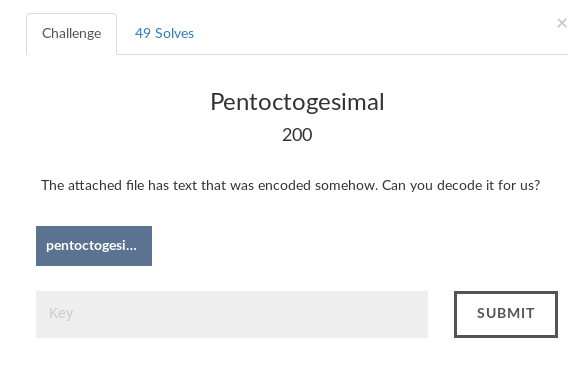 Challenge
49 Solves
×
Pentoctogesimal
200
The attached file has text that was encoded somehow. Can you decode it for us?
pentoctogesi...
Key
SUBMIT